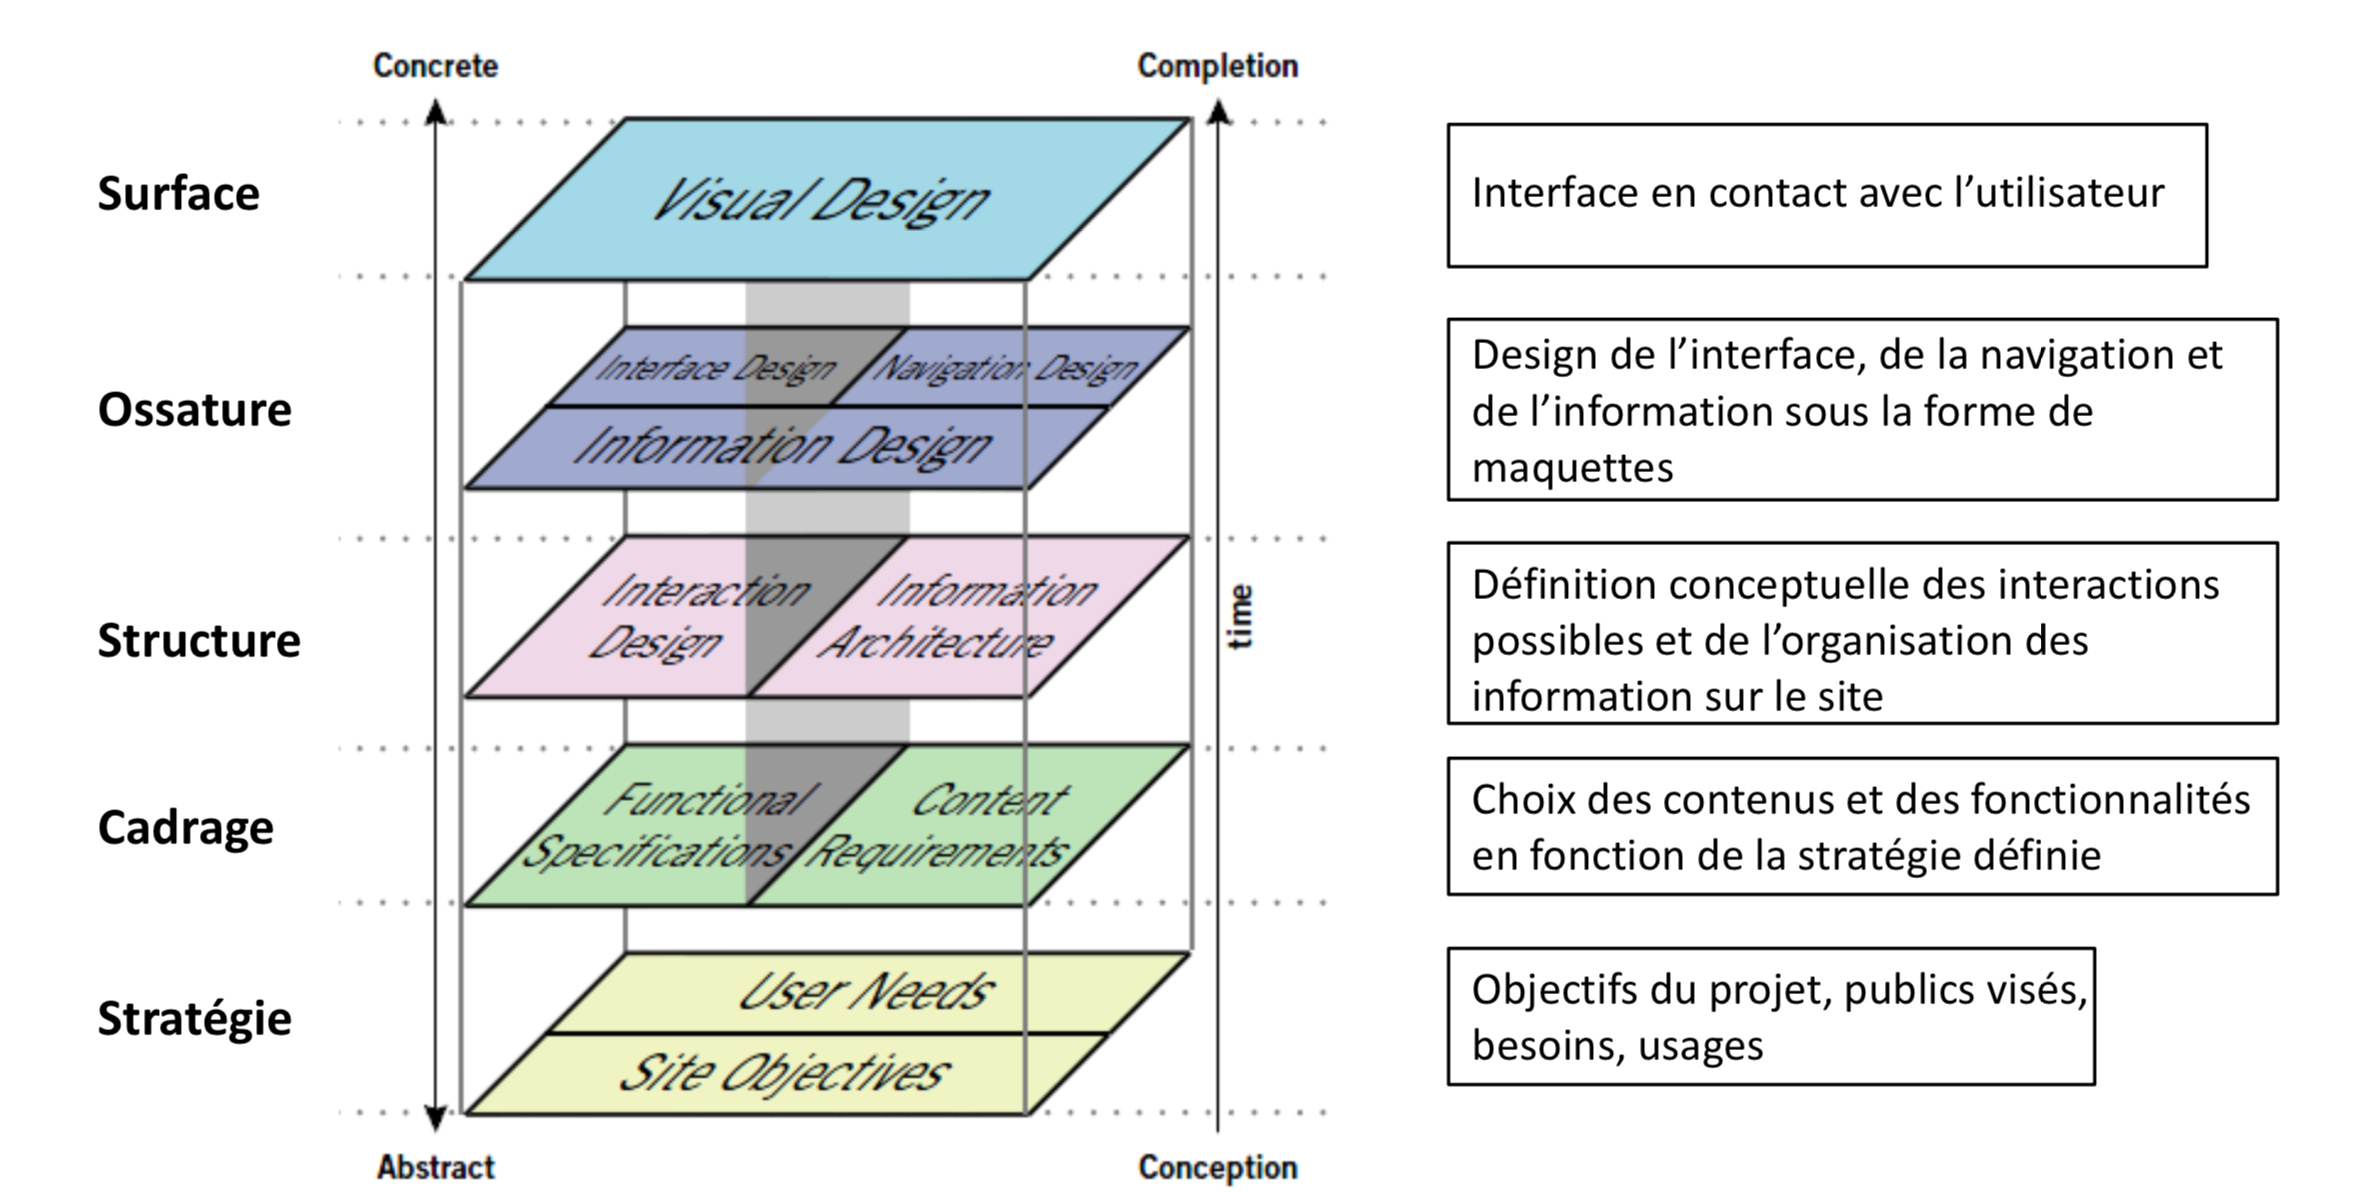 Concrete
Completion
Surface
Visual Design
Interface en contact avec l’utilisateur
Ossature
Interface Design
Navigation Design
Information Design
Design de l’interface, de la navigation et
de l’information sous la forme de
maquettes
Structure
Interaction
Design
Information
Architecture
time
Définition conceptuelle des interactions
possibles et de l’organisation des
information sur le site
Cadrage
Functional
Specifications
Content
Requirements
Choix des contenus et des fonctionnalités
en fonction de la stratégie définie
Stratégie
User Needs
Site Objectives
Objectifs du projet, publics visés,
besoins, usages
Abstract
Conception